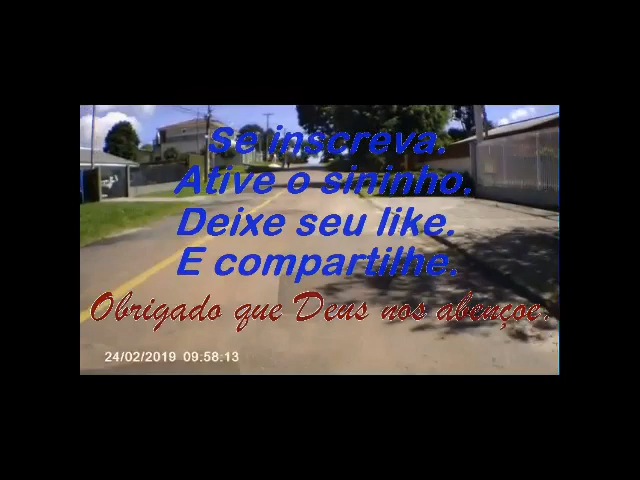 Se inscreva.
Ative o sininho.
Deixe seu like.
E compartilhe.
Obrigado que Deus nos abençoe.
24/02/2019 09:58:13